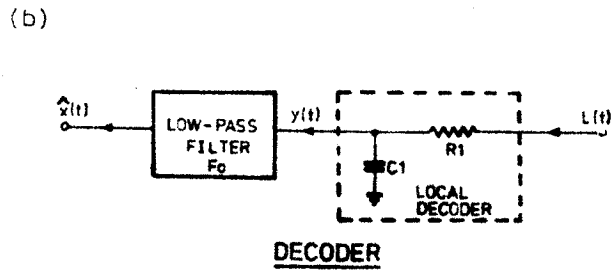 (b)
x̂(t)
LOW-PASS
FILTER
Fo
y(t)
L(t)
R1
C1
LOCAL
DECODER
DECODER